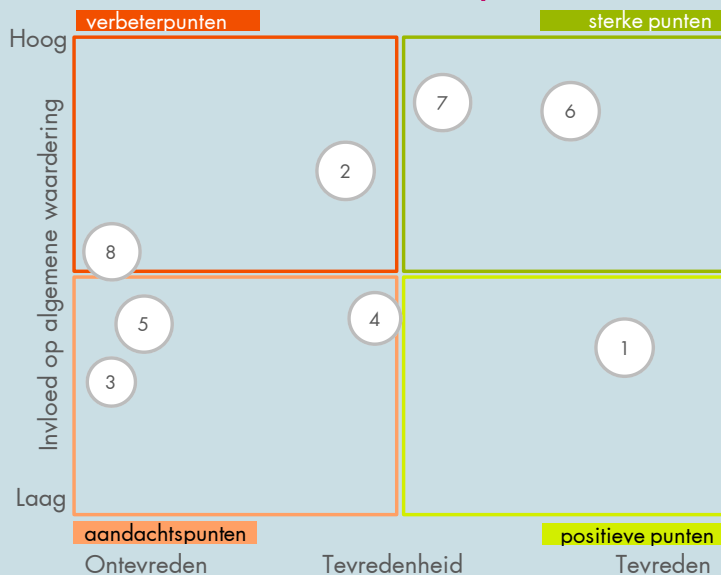 verbeterpunten
sterke punten
Hoog
7
6
2
8
5
4
1
3
Invloed op algemene waardering
Laag
aandachtspunten
positieve punten
Ontevreden
Tevredenheid
Tevreden